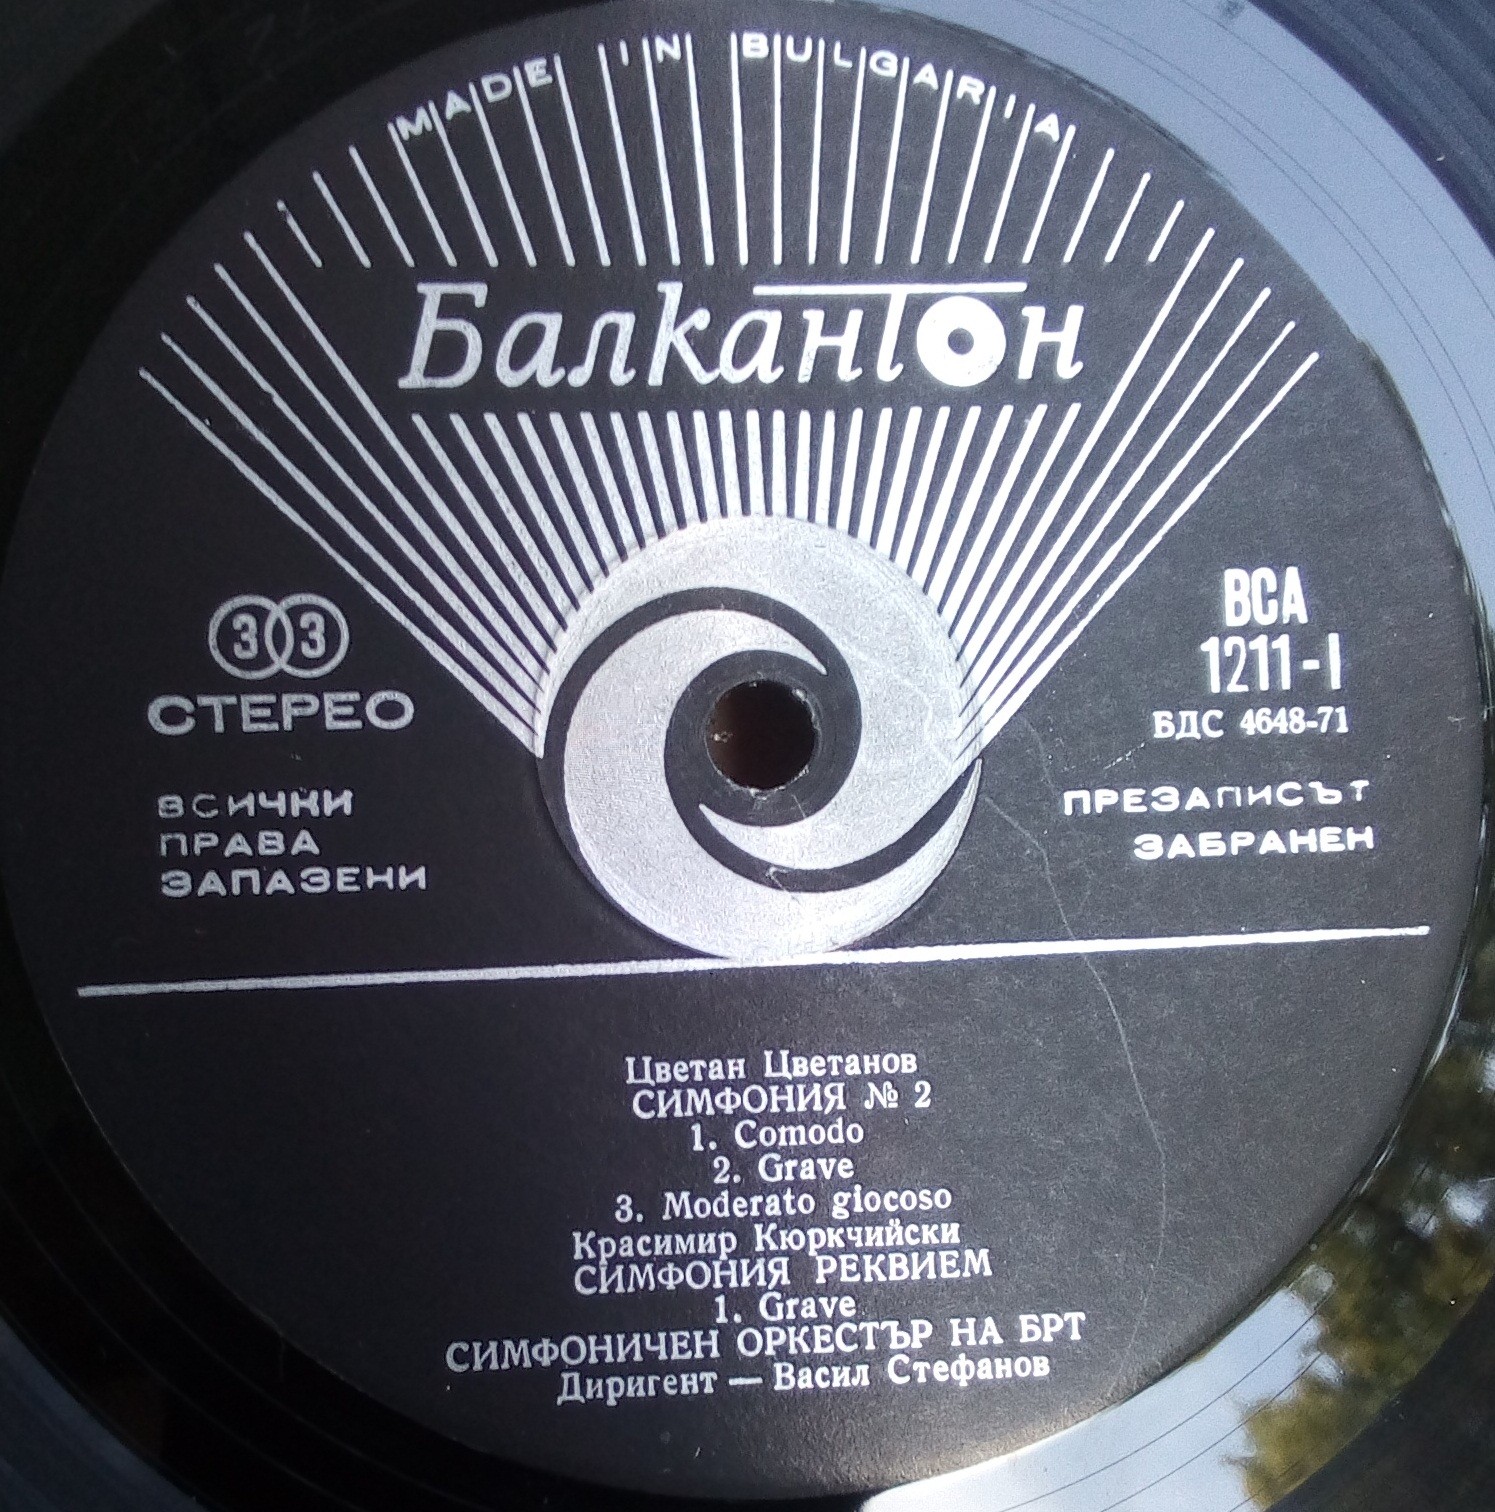 MADE IN BULGARIA
Балкантон
33
СТЕРЕО
ВСИЧКИ
ПРАВА
ЗАПАЗЕНИ
ВСА
1211-I
БДС 4648-71
ПРЕЗАПИСЪТ
ЗАБРАНЕН
Цветан Цветанов
СИМФОНИЯ № 2
1. Comodo
2. Grave
3. Moderato giocoso
Красимир Кюркчийски
СИМФОНИЯ РЕКВИЕМ
1. Grave
СИМФОНИЧЕН ОРКЕСТЪР НА БРТ
Диригент — Васил Стефанов